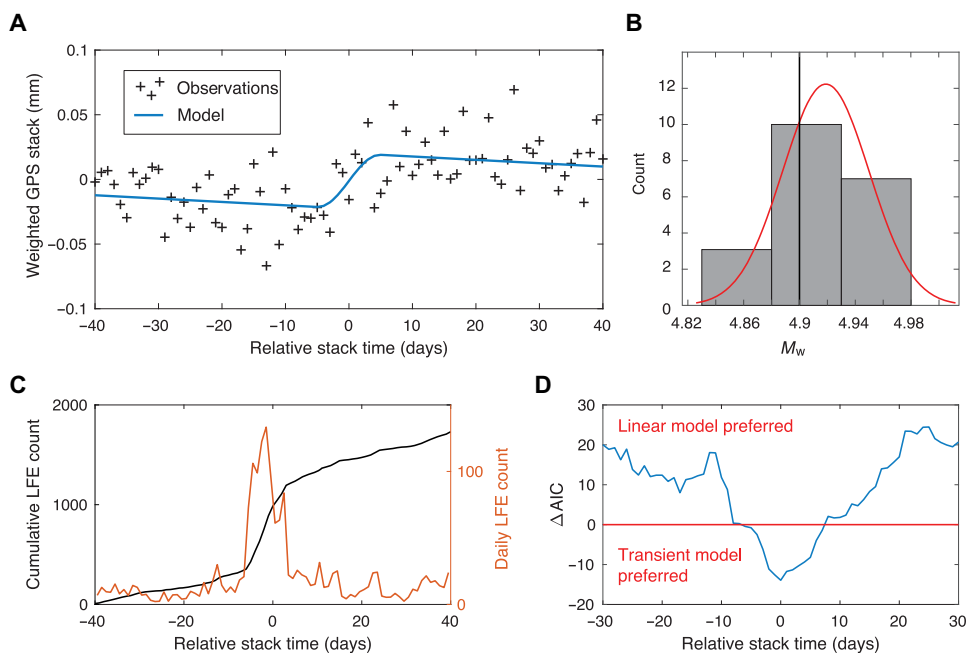 A
Weighted GPS stack (mm)
0.1
0.05
0
−0.05
−0.1
Observations
Model
−40 −30 −20 −10 0 10 20 30 40
Relative stack time (days)
B
Count
12
10
8
6
4
2
0
4.82 4.86 4.9 4.94 4.98
Mw
C
Cumulative LFE count
2000
1000
0
100
0
Daily LFE count
−40 −20 0 20 40
Relative stack time (days)
D
Δ AIC
30
20
10
0
−10
−20
Linear model preferred
Transient model
preferred
−30 −20 −10 0 10 20 30
Relative stack time (days)